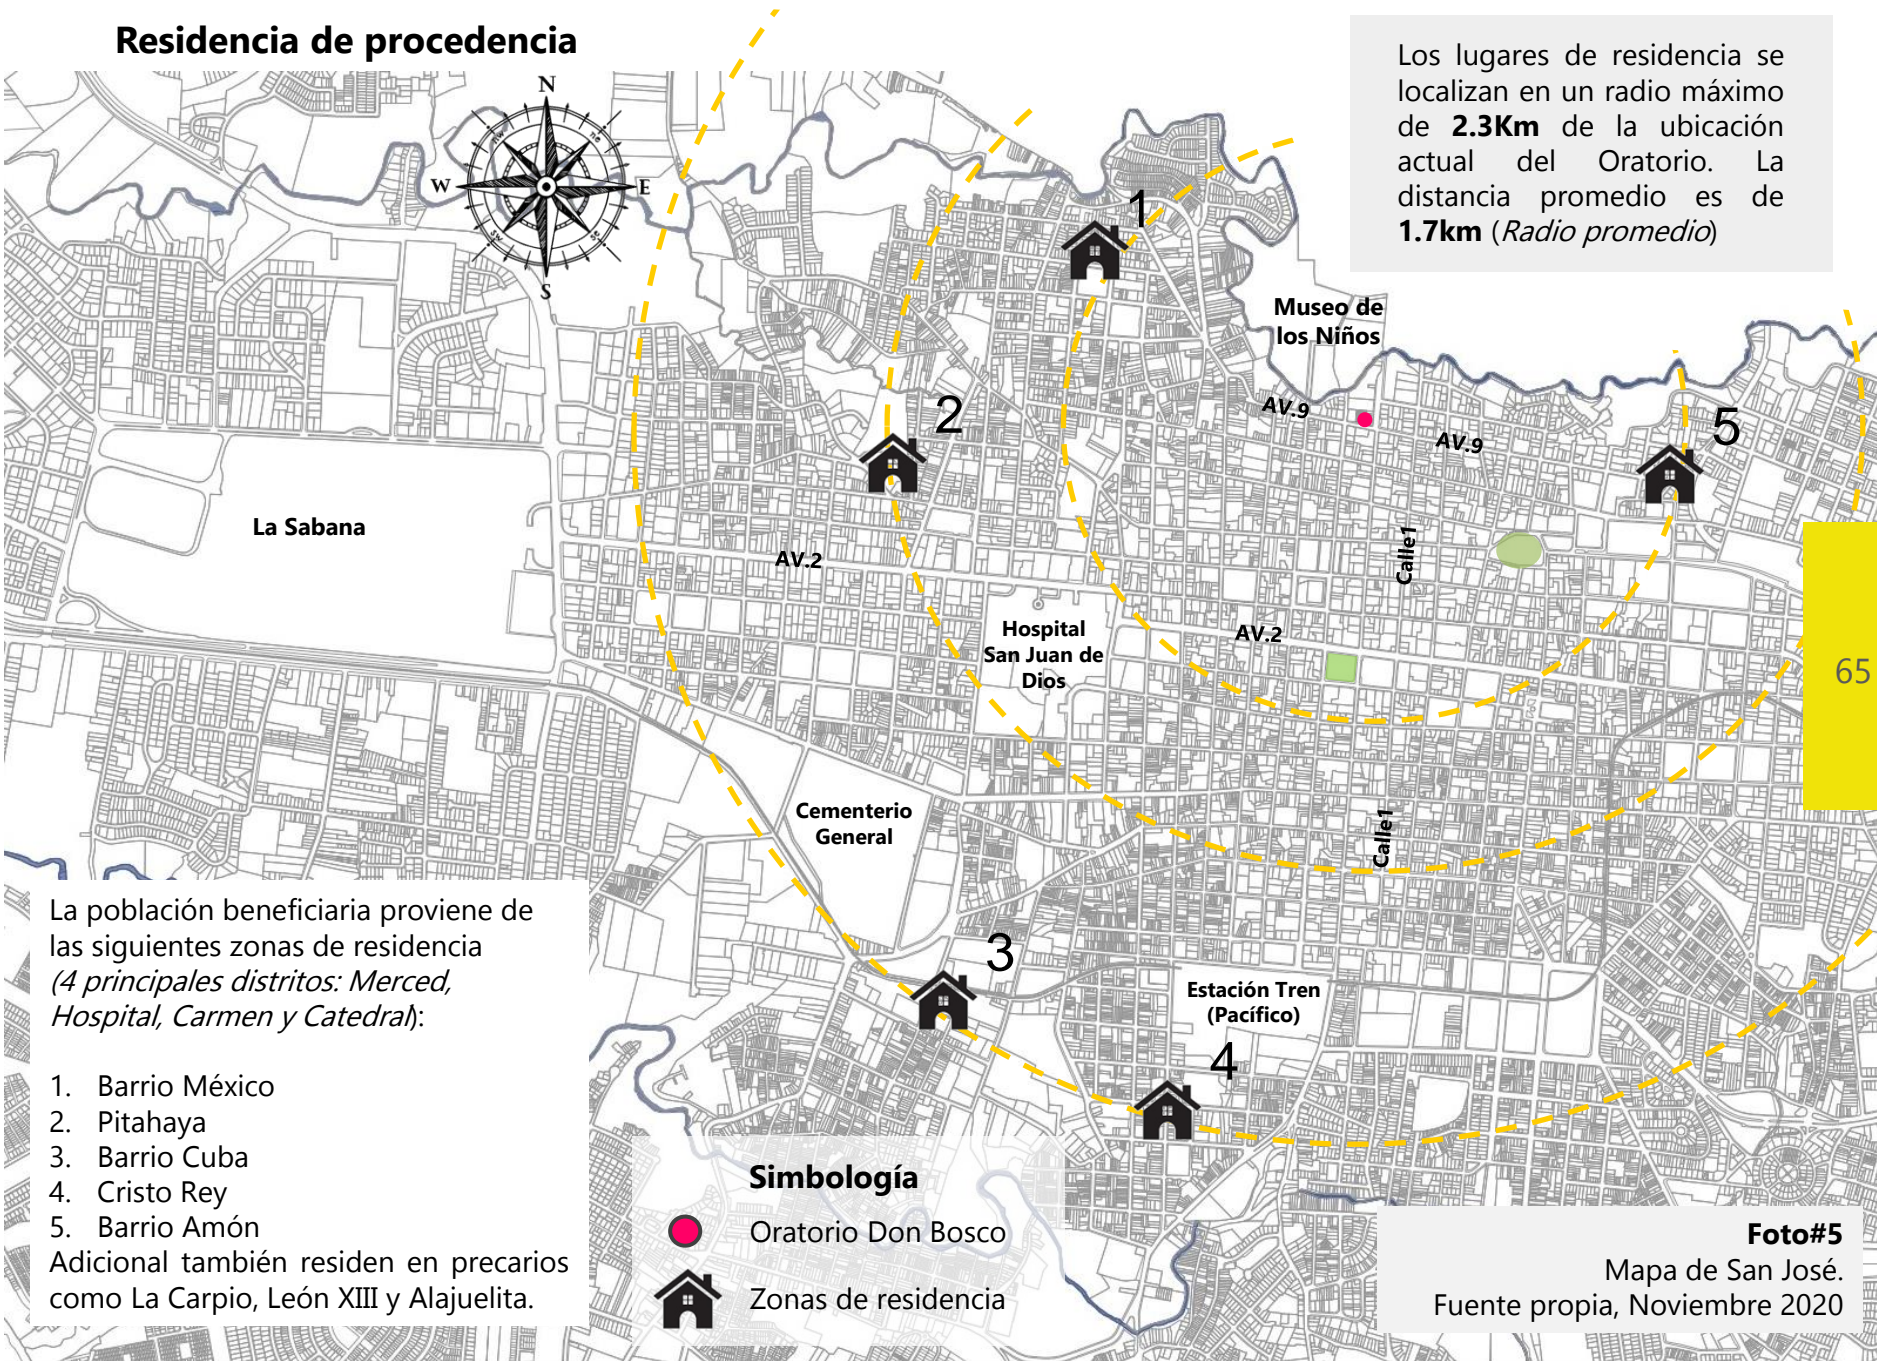 Residencia de procedencia
Los lugares de residencia se
localizan en un radio máximo
de 2.3Km de la ubicación
actual del Oratorio. La
distancia promedio es de
1.7km (Radio promedio)
N
ne
E
se
S
sw
W
nw
1
Museo de
los Niños
2
AV.9
AV.9
5
La Sabana
AV.2
Calle1
Hospital
San Juan de
Dios
AV.2
65
Cementerio
General
Calle1
3
Estación Tren
(Pacífico)
4
La población beneficiaria proviene de
las siguientes zonas de residencia
(4 principales distritos: Merced,
Hospital, Carmen y Catedral):
1. Barrio México
2. Pitahaya
3. Barrio Cuba
4. Cristo Rey
5. Barrio Amón
Adicional también residen en precarios
como La Carpio, León XIII y Alajuelita.
Simbología
Oratorio Don Bosco
Zonas de residencia
Foto#5
Mapa de San José.
Fuente propia, Noviembre 2020